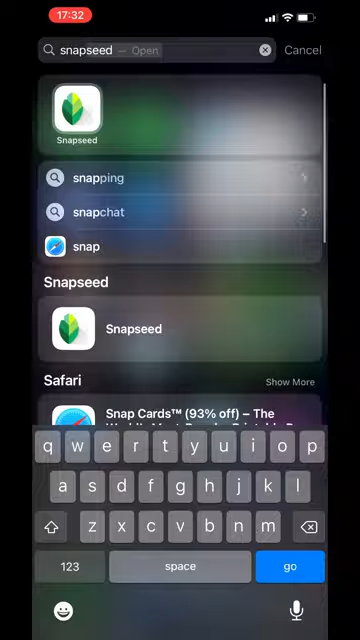 17:32
snapseed — Open
Cancel
Snapseed
snapping
snapchat
snap
Snapseed
Snapseed
Safari
Show More
Snap Cards™ (93% off) – The
q w e r t y u i o p
a s d f g h j k l
z x c v b n m
123
space
go